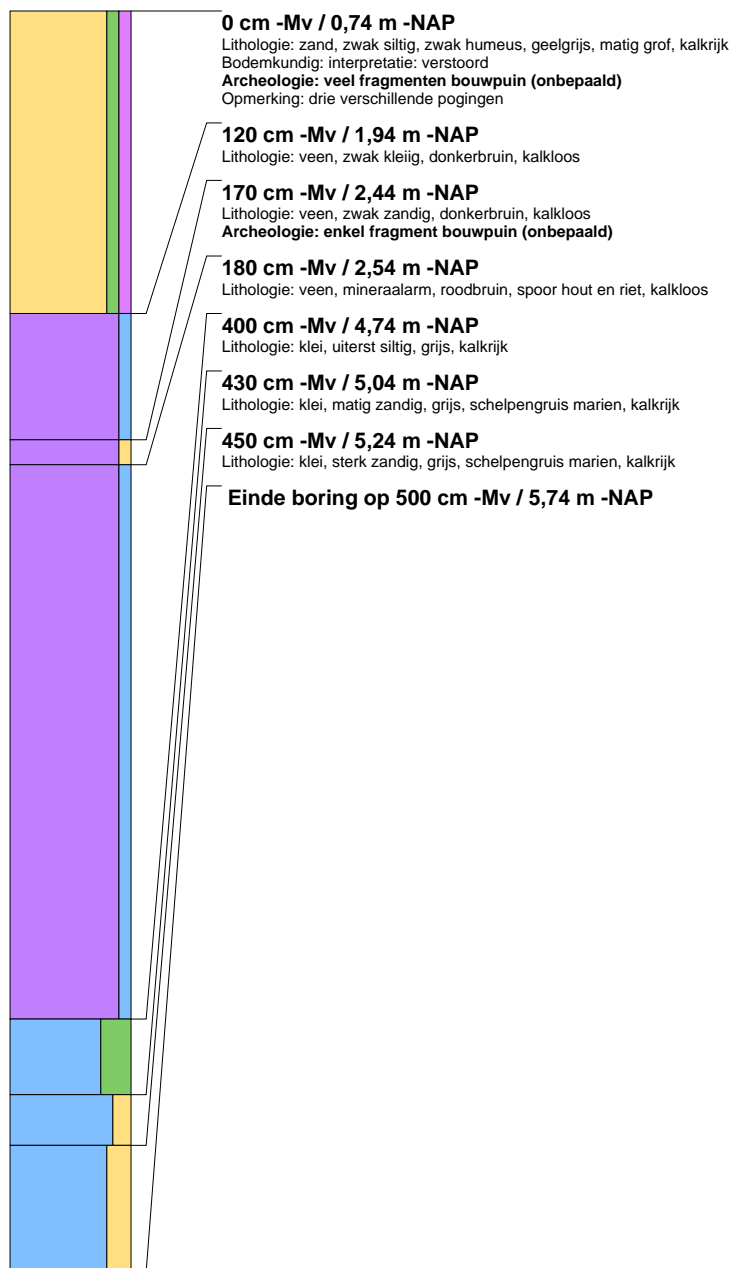 0 cm -Mv / 0,74 m -NAP
Lithologie: zand, zwak siltig, zwak humeus, geelgrijs, matig grof, kalkrijk
Bodemkundig: interpretatie: verstoord
Archeologie: veel fragmenten bouwpuin (onbepaald)
Opmerking: drie verschillende pogingen
120 cm -Mv / 1,94 m -NAP
Lithologie: veen, zwak kleiig, donkerbruin, kalkloos
170 cm -Mv / 2,44 m -NAP
Lithologie: veen, zwak zandig, donkerbruin, kalkloos
Archeologie: enkel fragment bouwpuin (onbepaald)
180 cm -Mv / 2,54 m -NAP
Lithologie: veen, mineraalarm, roodbruin, spoor hout en riet, kalkloos
400 cm -Mv / 4,74 m -NAP
Lithologie: klei, uiterst siltig, grijs, kalkrijk
430 cm -Mv / 5,04 m -NAP
Lithologie: klei, matig zandig, grijs, schelpengruis marien, kalkrijk
450 cm -Mv / 5,24 m -NAP
Lithologie: klei, sterk zandig, grijs, schelpengruis marien, kalkrijk
Einde boring op 500 cm -Mv / 5,74 m -NAP